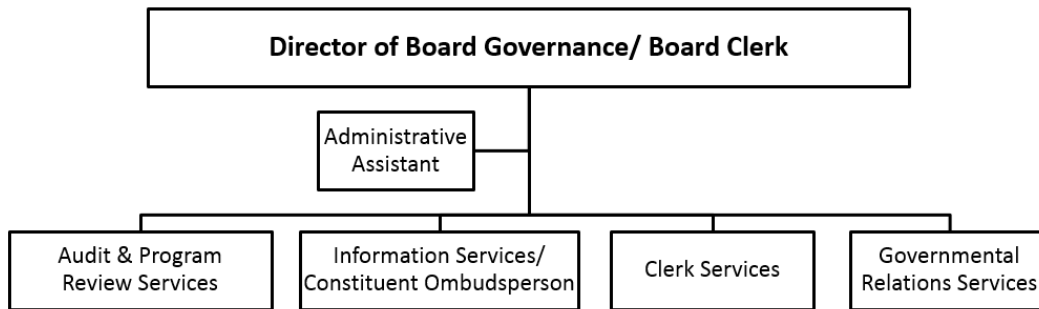 Director of Board Governance/ Board Clerk
Administrative
Assistant
Audit & Program
Review Services
Information Services/
Constituent Ombudsperson
Clerk Services
Governmental
Relations Services